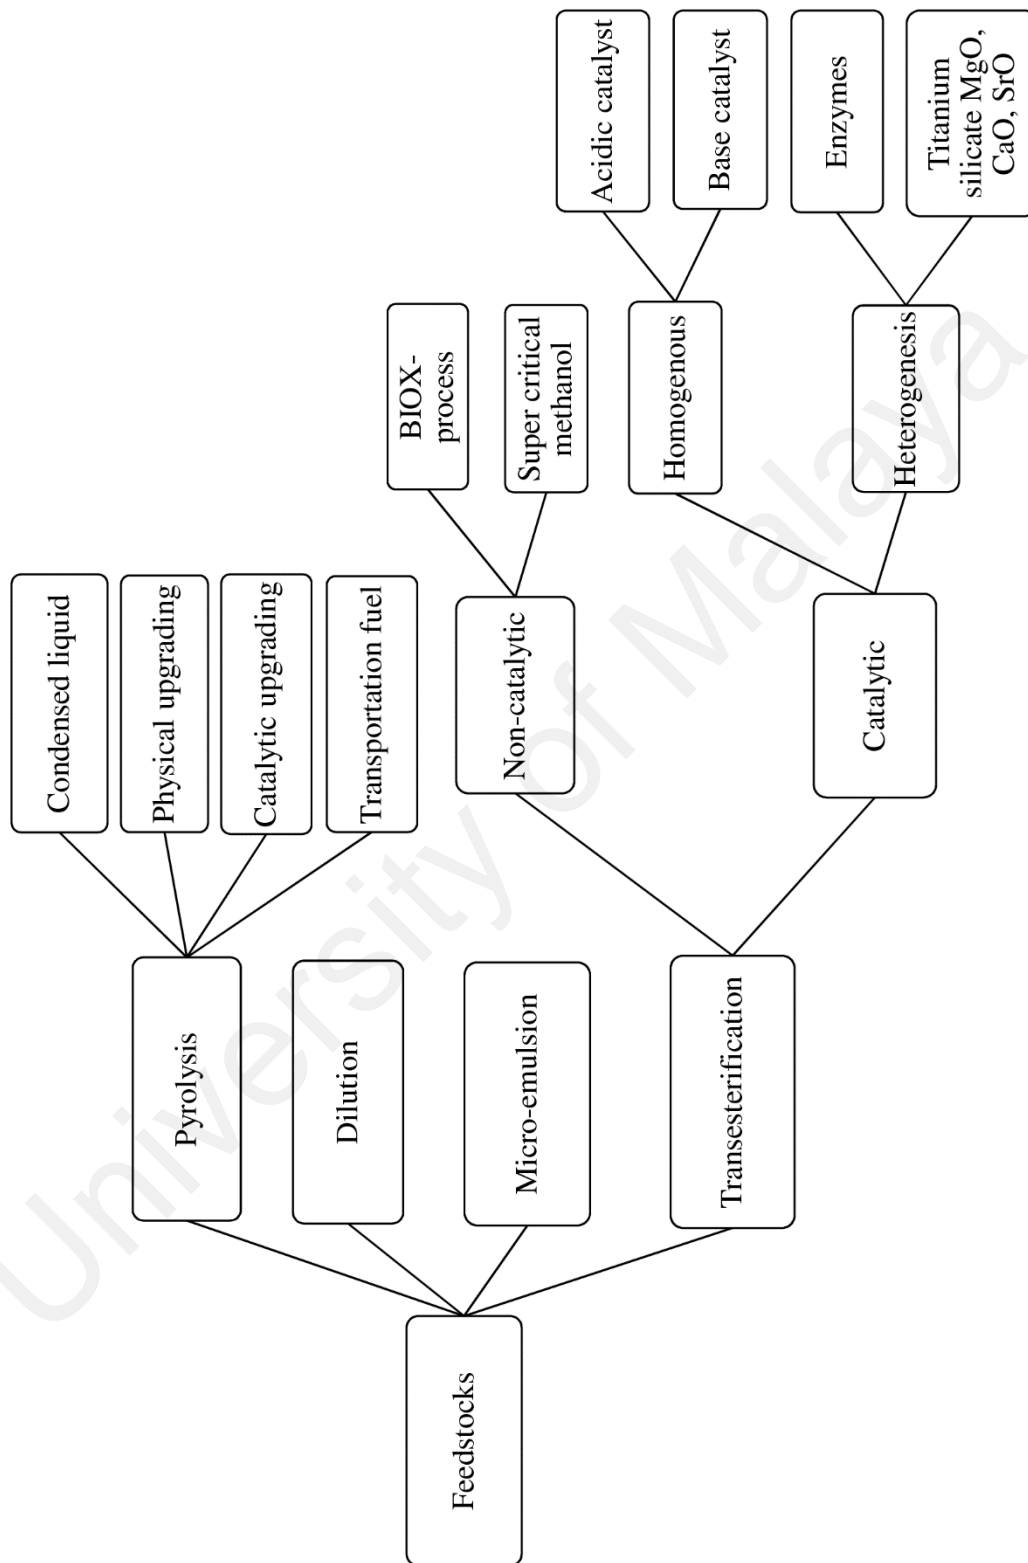 Feedstocks
Pyrolysis
Dilution
Micro-emulsion
Transesterification
Condensed liquid
Physical upgrading
Catalytic upgrading
Transportation fuel
Non-catalytic
Catalytic
BIOX-
process
Super critical
methanol
Homogenous
Heterogenesis
Acidic catalyst
Base catalyst
Enzymes
Titanium
silicate MgO,
CaO, SrO
University of Malaya